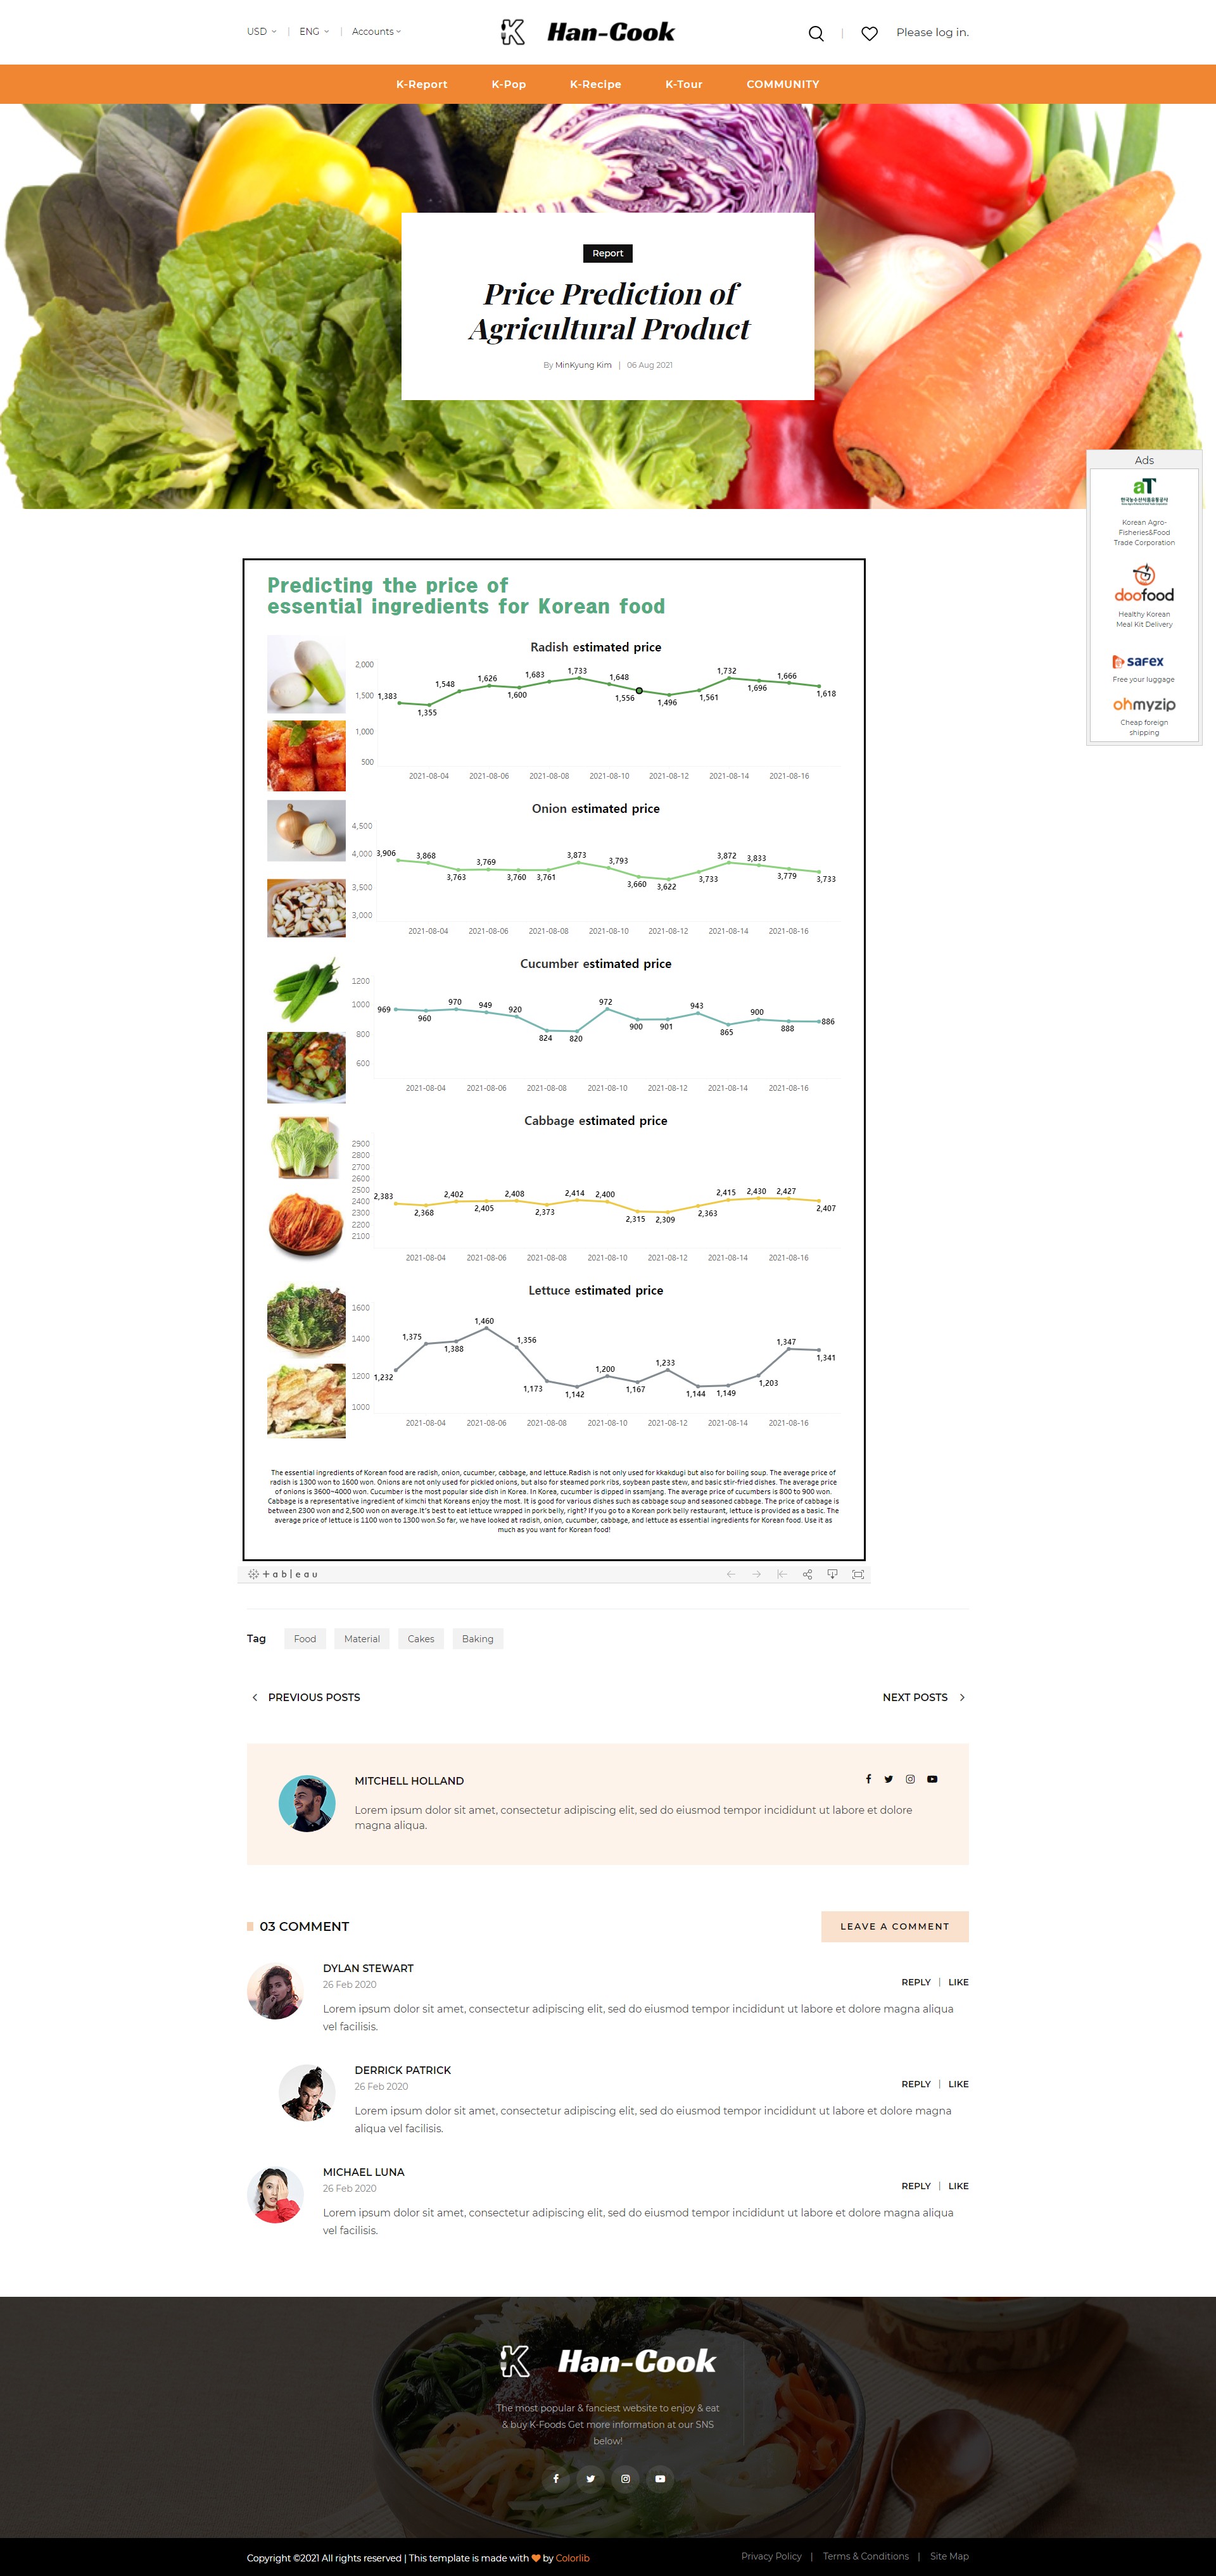 USD | ENG | Accounts
Han-Cook
| Please log in.
K-Report K-Pop K-Recipe K-Tour COMMUNITY
Report
Price Prediction of
Agricultural Product
By MinKyung Kim | 06 Aug 2021
Ads
aT
한국농수산식품유통공사
Korean Agro-
Fisheries&Food
Trade Corporation
doofood
Healthy Korean
Meal Kit Delivery
SAFEX
Free your luggage
ohmyzip
Cheap foreign
shipping
Predicting the price of
essential ingredients for Korean food
Radish estimated price
2,000
1,500
1,000
500
1,383 1,355 1,548 1,626 1,600 1,683 1,733 1,648 1,556 1,496 1,561 1,732 1,696 1,666 1,618
2021-08-04 2021-08-06 2021-08-08 2021-08-10 2021-08-12 2021-08-14 2021-08-16
Onion estimated price
4,500
4,000
3,500
3,000
3,906 3,868 3,763 3,769 3,760 3,761 3,873 3,793 3,660 3,622 3,733 3,872 3,833 3,779 3,733
2021-08-04 2021-08-06 2021-08-08 2021-08-10 2021-08-12 2021-08-14 2021-08-16
Cucumber estimated price
1200
1000
800
600
969 960 970 949 920 824 820 972 900 901 943 865 900 888 886
2021-08-04 2021-08-06 2021-08-08 2021-08-10 2021-08-12 2021-08-14 2021-08-16
Cabbage estimated price
2900
2800
2700
2600
2500
2400
2300
2200
2100
2,383 2,368 2,402 2,405 2,408 2,373 2,414 2,400 2,315 2,309 2,363 2,415 2,430 2,427 2,407
2021-08-04 2021-08-06 2021-08-08 2021-08-10 2021-08-12 2021-08-14 2021-08-16
Lettuce estimated price
1600
1400
1200
1000
1,232 1,375 1,388 1,460 1,356 1,173 1,142 1,200 1,167 1,233 1,144 1,149 1,203 1,347 1,341
2021-08-04 2021-08-06 2021-08-08 2021-08-10 2021-08-12 2021-08-14 2021-08-16
The essential ingredients of Korean food are radish, onion, cucumber, cabbage, and lettuce.Radish is not only used for kkakdugi but also for boiling soup. The average price of
radish is 1300 won to 1600 won. Onions are not only used for pickled onions, but also for steamed pork ribs, soybean paste stew, and basic stir-fried dishes. The average price
of onions is 3600~4000 won. Cucumber is the most popular side dish in Korea. In Korea, cucumber is dipped in ssamjang. The average price of cucumbers is 800 to 900 won.
Cabbage is a representative ingredient of kimchi that Koreans enjoy the most. It is good for various dishes such as cabbage soup and seasoned cabbage. The price of cabbage is
between 2300 won and 2,500 won on average.It's best to eat lettuce wrapped in pork belly, right? If you go to a Korean pork belly restaurant, lettuce is provided as a basic. The
average price of lettuce is 1100 won to 1300 won.So far, we have looked at radish, onion, cucumber, cabbage, and lettuce as essential ingredients for Korean food. Use it as
much as you want for Korean food!
+ableau
Tag Food Material Cakes Baking
PREVIOUS POSTS NEXT POSTS
MITCHELL HOLLAND
Lorem ipsum dolor sit amet, consectetur adipiscing elit, sed do eiusmod tempor incididunt ut labore et dolore
magna aliqua.
03 COMMENT
LEAVE A COMMENT
DYLAN STEWART
26 Feb 2020
REPLY | LIKE
Lorem ipsum dolor sit amet, consectetur adipiscing elit, sed do eiusmod tempor incididunt ut labore et dolore magna aliqua
vel facilisis.
DERRICK PATRICK
26 Feb 2020
REPLY | LIKE
Lorem ipsum dolor sit amet, consectetur adipiscing elit, sed do eiusmod tempor incididunt ut labore et dolore magna
aliqua vel facilisis.
MICHAEL LUNA
26 Feb 2020
REPLY | LIKE
Lorem ipsum dolor sit amet, consectetur adipiscing elit, sed do eiusmod tempor incididunt ut labore et dolore magna aliqua
vel facilisis.
Han-Cook
The most popular & fanciest website to enjoy & eat
& buy K-Foods Get more information at our SNS
below!
Copyright ©2021 All rights reserved | This template is made with by Colorlib
Privacy Policy | Terms & Conditions | Site Map